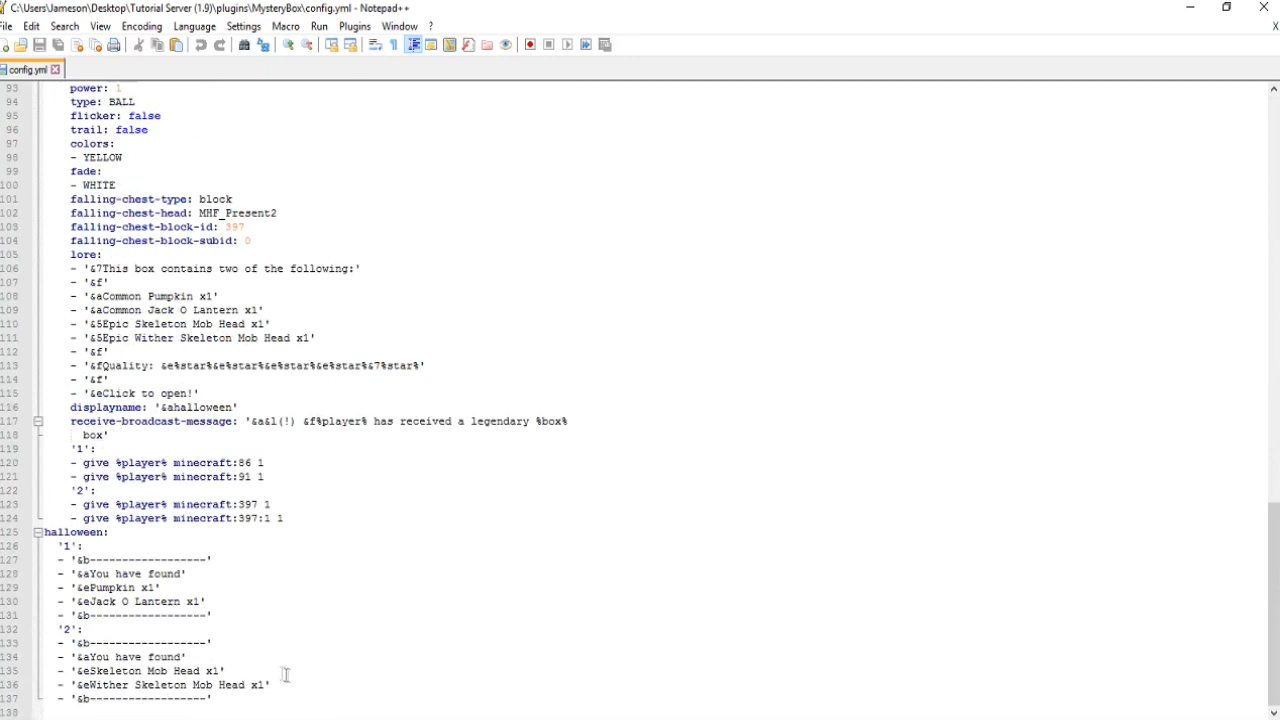 C:\Users\Jameson\Desktop\Tutorial Server (1.9)\plugins\MysteryBox\config.yml - Notepad++
File Edit Search View Encoding Language Settings Macro Run Plugins Window ? X
config.yml
93 power: 1
94 type: BALL
95 flicker: false
96 trail: false
97 colors:
98 - YELLOW
99 fade:
100 - WHITE
101 falling-chest-type: block
102 falling-chest-head: MHF_Present2
103 falling-chest-block-id: 397
104 falling-chest-block-subid: 0
105 lore:
106 - '&7This box contains two of the following:'
107 - '&f'
108 - '&aCommon Pumpkin x1'
109 - '&aCommon Jack O Lantern x1'
110 - '&5Epic Skeleton Mob Head x1'
111 - '&5Epic Wither Skeleton Mob Head x1'
112 - '&f'
113 - '&fQuality: &e%star%&e%star%&e%star%&e%star%&7%star%'
114 - '&f'
115 - '&eClick to open!'
116 displayname: '&ahalloween'
117 receive-broadcast-message: '&a&l(!) &f%player% has received a legendary %box%
118 box'
119 '1':
120 - give %player% minecraft:86 1
121 - give %player% minecraft:91 1
122 '2':
123 - give %player% minecraft:397 1
124 - give %player% minecraft:397:1 1
125 halloween:
126 '1':
127 - '&b------------------'
128 - '&aYou have found'
129 - '&ePumpkin x1'
130 - '&eJack O Lantern x1'
131 - '&b------------------'
132 '2':
133 - '&b------------------'
134 - '&aYou have found'
135 - '&eSkeleton Mob Head x1'
136 - '&eWither Skeleton Mob Head x1'
137 - '&b------------------'
138